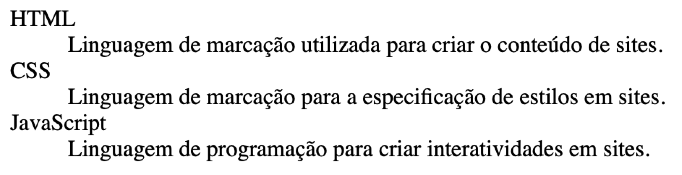 HTML
Linguagem de marcação utilizada para criar o conteúdo de sites.
CSS
Linguagem de marcação para a especificação de estilos em sites.
JavaScript
Linguagem de programação para criar interatividades em sites.